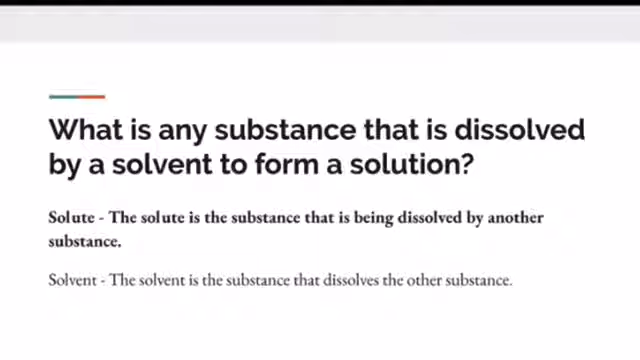 What is any substance that is dissolved
by a solvent to form a solution?
Solute - The solute is the substance that is being dissolved by another
substance.
Solvent - The solvent is the substance that dissolves the other substance.